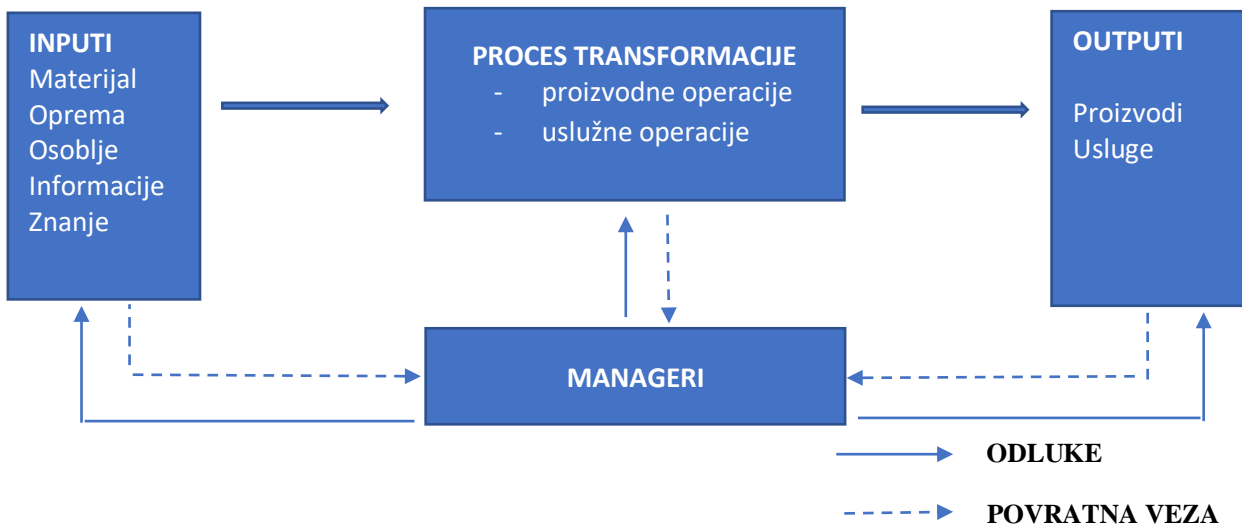 INPUTI
Materijal
Oprema
Osoblje
Informacije
Znanje
PROCES TRANSFORMACIJE
- proizvodne operacije
- uslužne operacije
OUTPUTI
Proizvodi
Usluge
MANAGERI
ODLUKE
POVRATNA VEZA